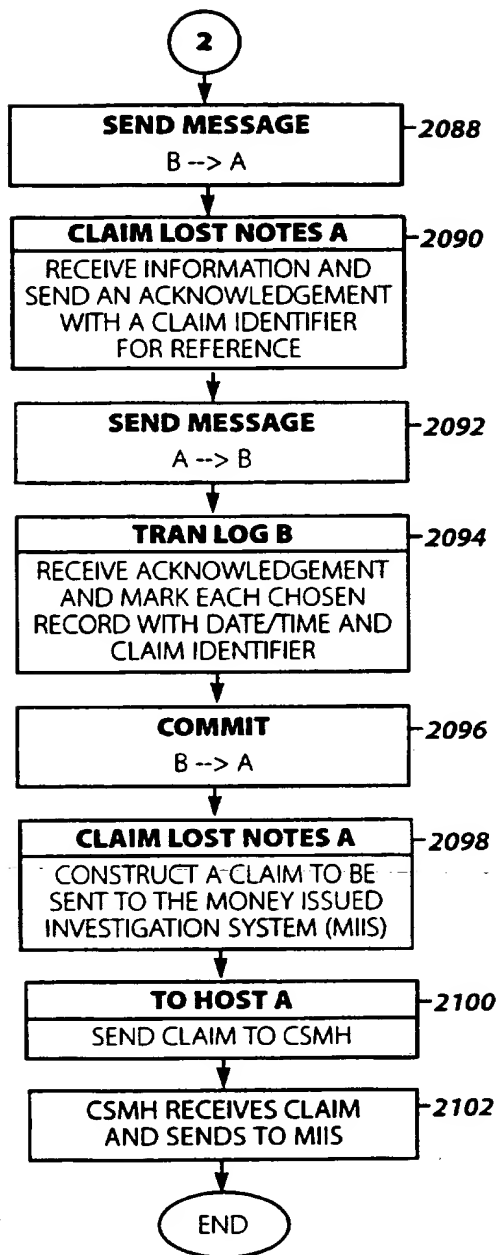 2
SEND MESSAGE
2088
B --> A
CLAIM LOST NOTES A
2090
RECEIVE INFORMATION AND
SEND AN ACKNOWLEDGEMENT
WITH A CLAIM IDENTIFIER
FOR REFERENCE
SEND MESSAGE
2092
A --> B
TRAN LOG B
2094
RECEIVE ACKNOWLEDGEMENT
AND MARK EACH CHOSEN
RECORD WITH DATE/TIME AND
CLAIM IDENTIFIER
COMMIT
2096
B --> A
CLAIM LOST NOTES A
2098
CONSTRUCT A CLAIM TO BE
SENT TO THE MONEY ISSUED
INVESTIGATION SYSTEM (MIIS)
TO HOST A
2100
SEND CLAIM TO CSMH
CSMH RECEIVES CLAIM
2102
AND SENDS TO MIIS
END